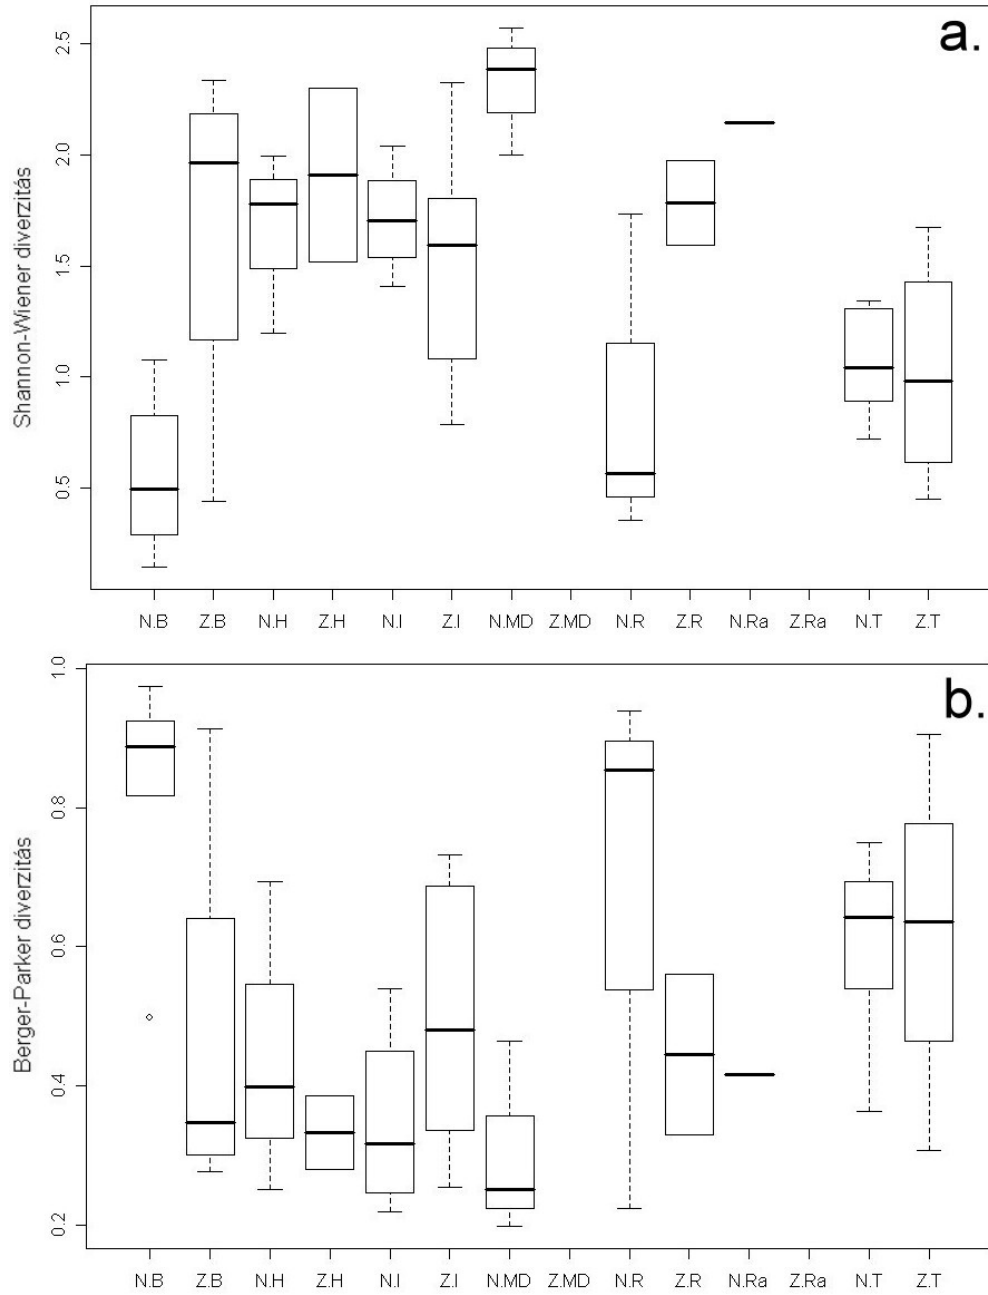 a.
Shannon-Wiener diverzitás
2.5
2.0
1.5
1.0
0.5
N.B Z.B N.H Z.H N.I Z.I N.MD Z.MD N.R Z.R N.Ra Z.Ra N.T Z.T
b.
Berger-Parker diverzitás
1.0
0.8
0.6
0.4
0.2
N.B Z.B N.H Z.H N.I Z.I N.MD Z.MD N.R Z.R N.Ra Z.Ra N.T Z.T